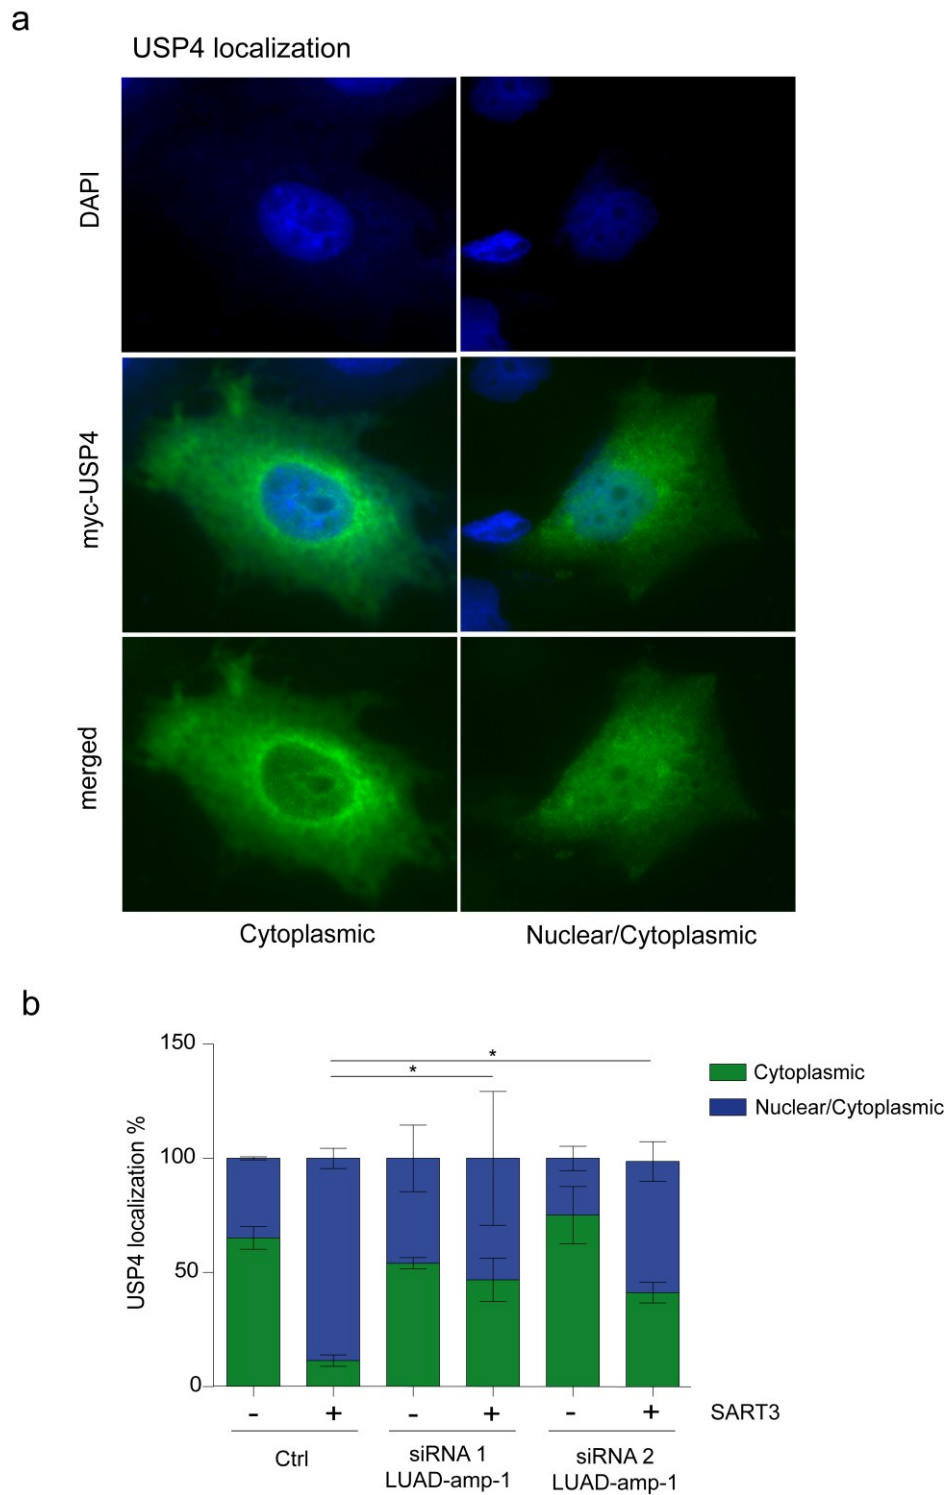 a
USP4 localization
DAPI
myc-USP4
merged
Cytoplasmic
Nuclear/Cytoplasmic
b
USP4 localization %
150
100
50
0
*
*
Cytoplasmic
Nuclear/Cytoplasmic
- + - + - + SART3
Ctrl
siRNA 1
LUAD-amp-1
siRNA 2
LUAD-amp-1